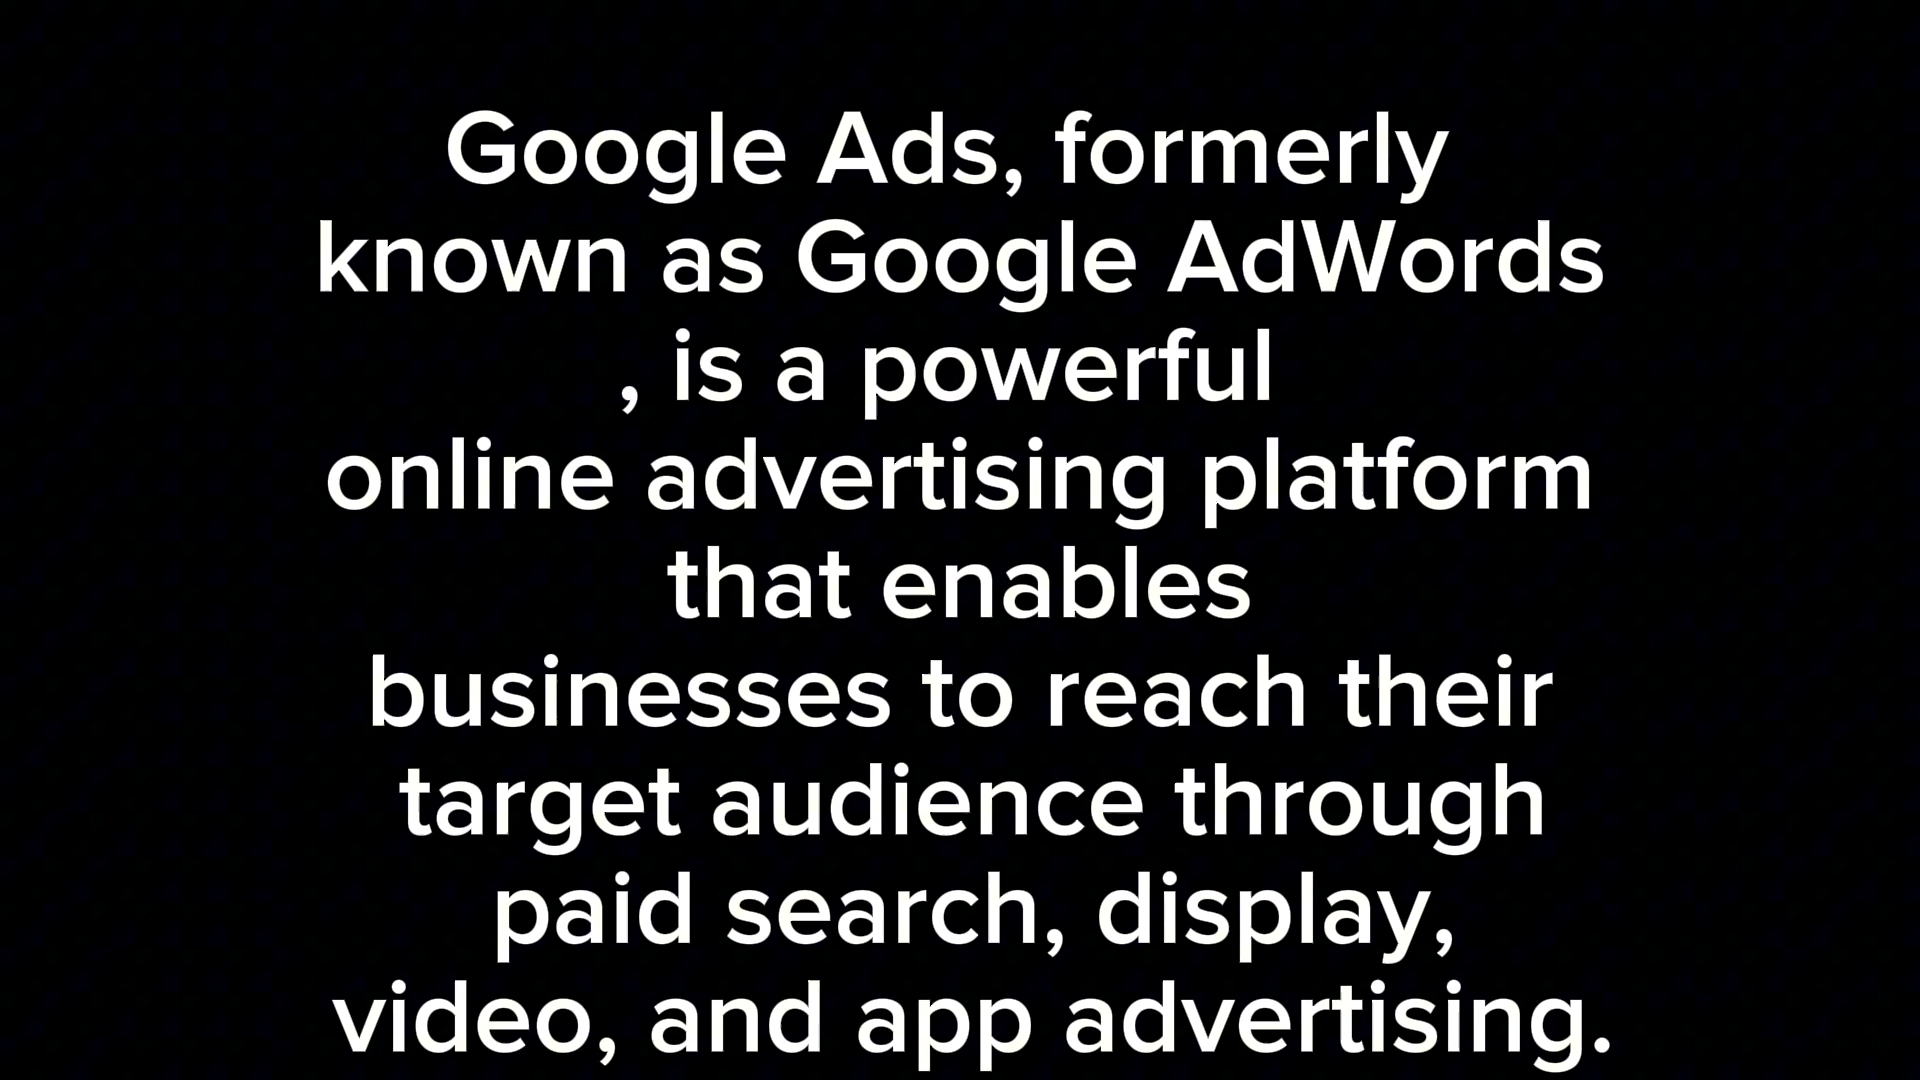 Google Ads, formerly
known as Google AdWords
, is a powerful
online advertising platform
that enables
businesses to reach their
target audience through
paid search, display,
video, and app advertising.